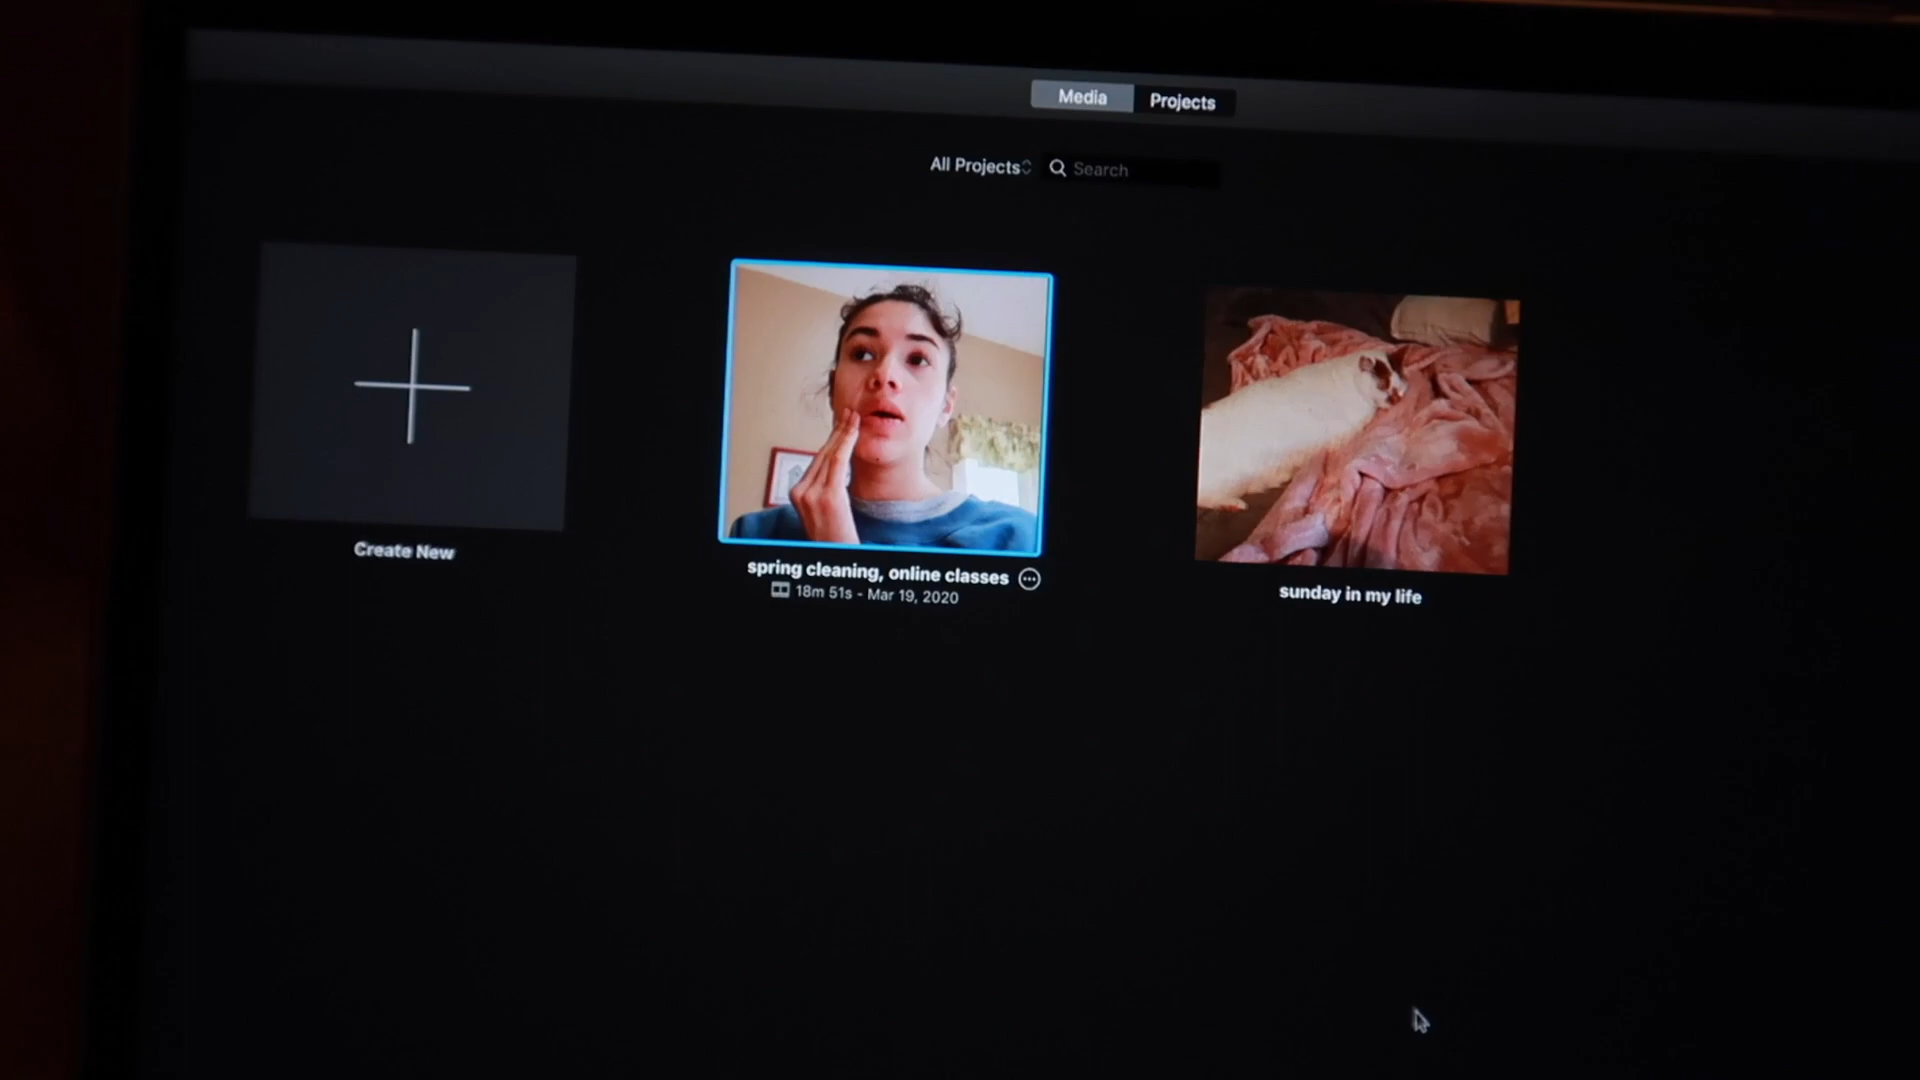 Media Projects
All Projects Search
Create New
spring cleaning, online classes
18m 51s - Mar 19, 2020
sunday in my life